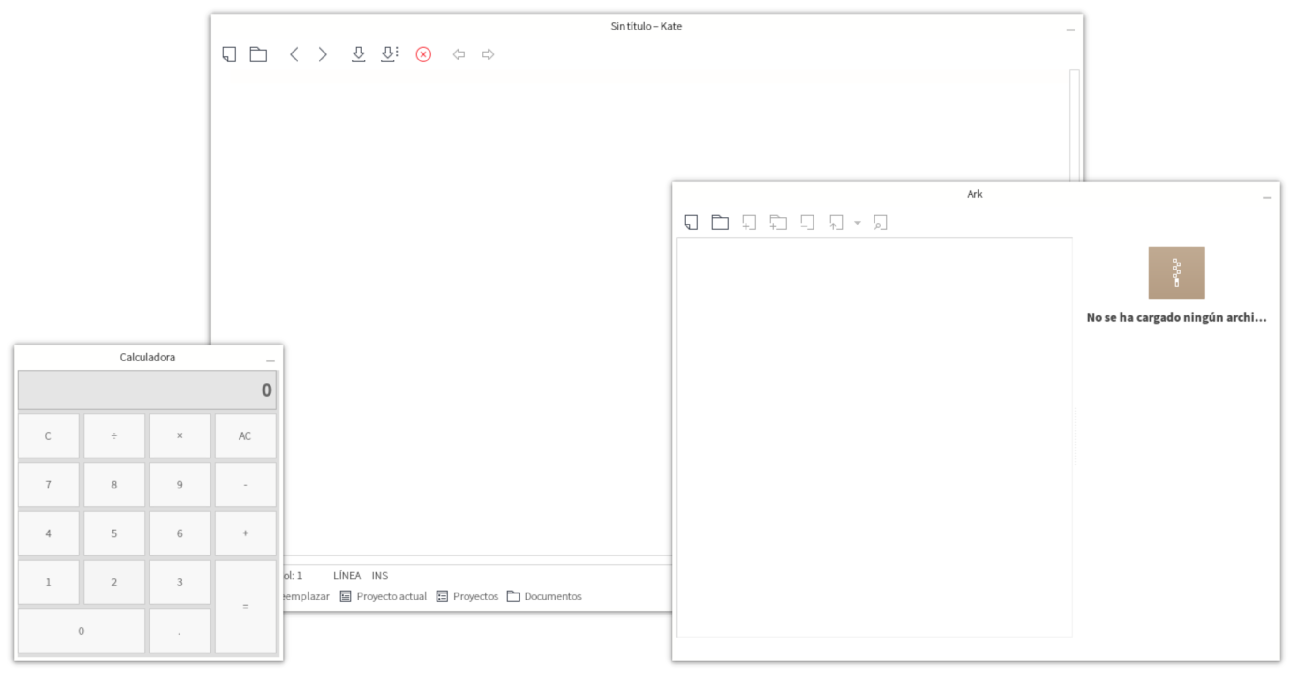 Sin título – Kate
Ark
No se ha cargado ningún archi...
Calculadora
0
C ÷ × AC
7 8 9 -
4 5 6 +
1 2 3
=
0 .
ol: 1 LÍNEA INS
eemplazar Proyecto actual Proyectos Documentos